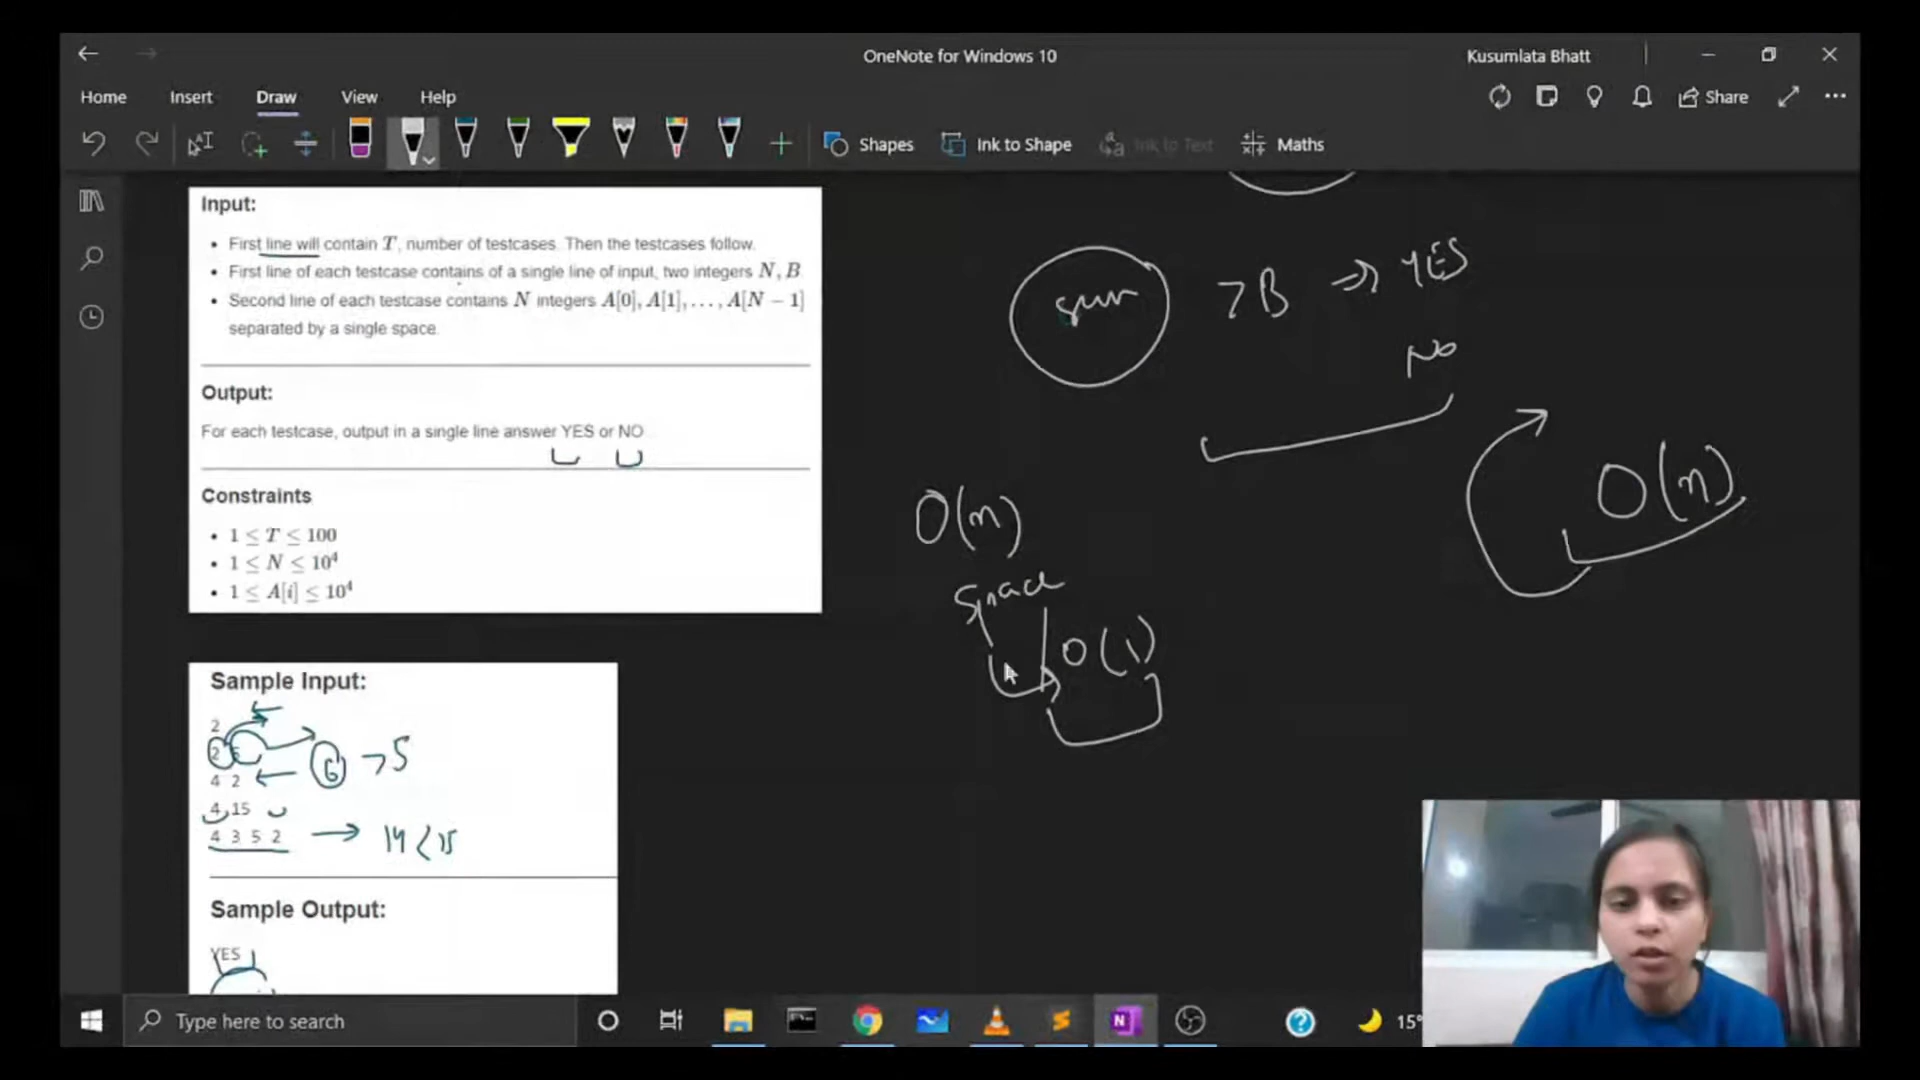 OneNote for Windows 10
Kusumlata Bhatt
Home Insert Draw View Help
Share
Shapes Ink to Shape Ink to Text Maths
Input:
• First line will contain T, number of testcases. Then the testcases follow.
• First line of each testcase contains of a single line of input, two integers N, B
• Second line of each testcase contains N integers A[0], A[1], . . . , A[N − 1]
separated by a single space.
Output:
For each testcase, output in a single line answer YES or NO
Constraints
• 1 ≤ T ≤ 100
• 1 ≤ N ≤ 10⁴
• 1 ≤ A[i] ≤ 10⁴
Sample Input:
2
2 5
4 2
4 15
4 3 5 2
6 > 5
14 < 15
Sample Output:
YES
sum > B ⇒ YES
No
O(n)
O(n)
space
O(1)
Type here to search
15°